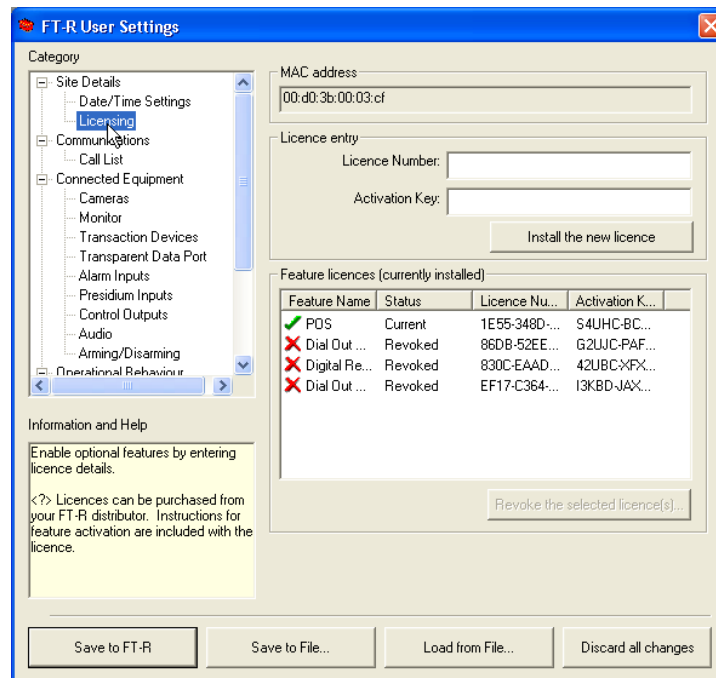 FT-R User Settings
Category
Site Details
Date/Time Settings
Licensing
Communications
Call List
Connected Equipment
Cameras
Monitor
Transaction Devices
Transparent Data Port
Alarm Inputs
Presidium Inputs
Control Outputs
Audio
Arming/Disarming
Operational Behaviour
Information and Help
Enable optional features by entering
licence details.
<?> Licences can be purchased from
your FT-R distributor. Instructions for
feature activation are included with the
licence.
MAC address
00:d0:3b:00:03:cf
Licence entry
Licence Number:
Activation Key:
Install the new licence
Feature licences (currently installed)
Feature Name Status Licence Nu... Activation K...
POS Current 1E55-348D-... S4UHC-BC...
Dial Out ... Revoked 86DB-52EE... G2UJC-PAF...
Digital Re... Revoked 830C-EAAD... 42UBC-XFX...
Dial Out ... Revoked EF17-C364-... I3KBD-JAX...
Revoke the selected licence(s)...
Save to FT-R
Save to File...
Load from File...
Discard all changes